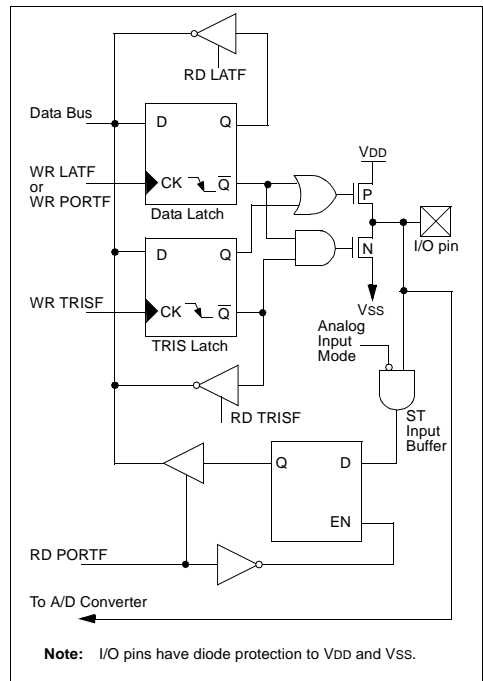 RD LATF
Data Bus
D Q
VDD
WR LATF
or
WR PORTF
CK Q
P
Data Latch
I/O pin
N
D Q
WR TRISF
CK Q
VSS
TRIS Latch
Analog
Input
Mode
RD TRISF
ST
Input
Buffer
Q D
EN
RD PORTF
To A/D Converter
Note: I/O pins have diode protection to VDD and VSS.